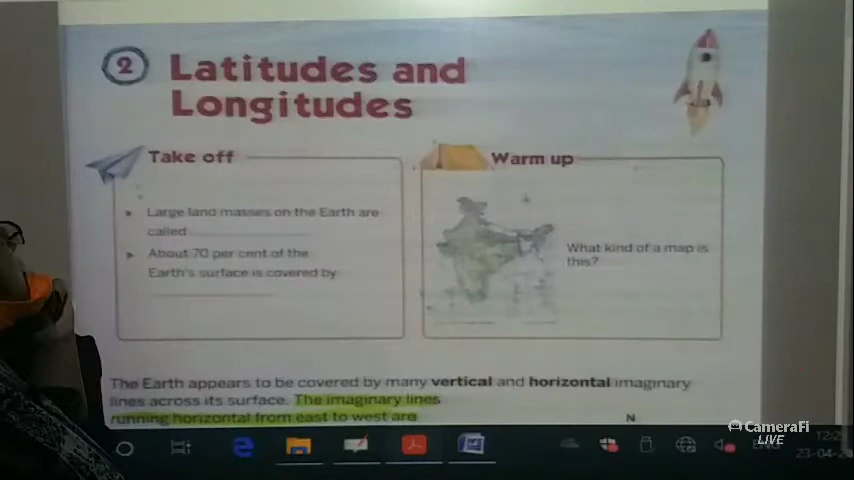 2
Latitudes and
Longitudes
Take off
Large land masses on the Earth are
called
About 70 per cent of the
Earth's surface is covered by
Warm up
What kind of a map is
this?
The Earth appears to be covered by many vertical and horizontal imaginary
lines across its surface. The imaginary lines
running horizontal from east to west are
N
CameraFi
LIVE
23-04-